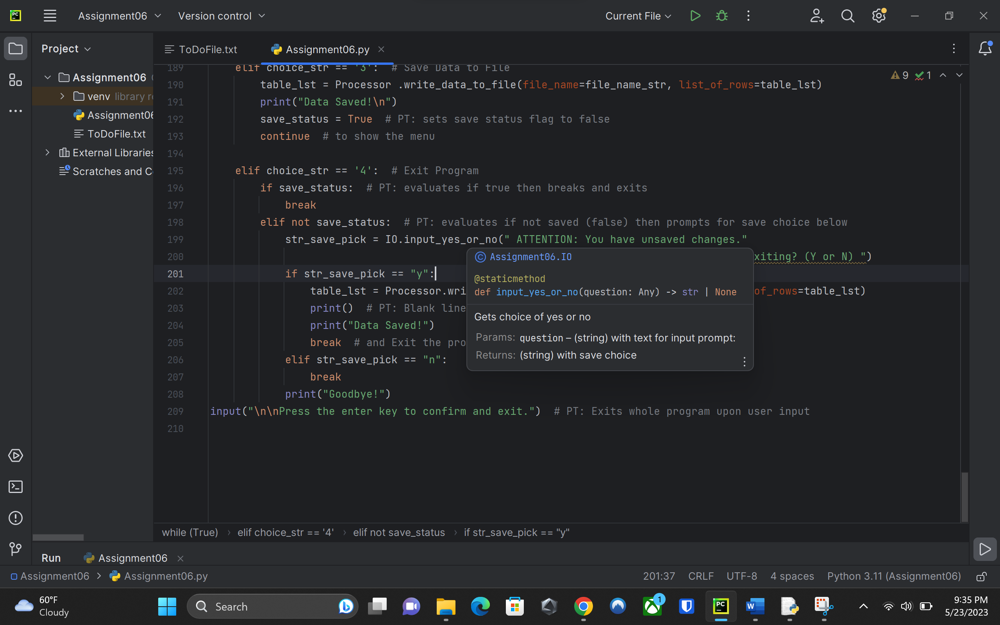 PC
Assignment06
Version control
Current File
Project
ToDoFile.txt
Assignment06.py
Assignment06
venv library
Assignment06
ToDoFile.txt
External Libraries
Scratches and
9
1
189 elif choice_str == '3':  # Save Data to File
190 table_lst = Processor .write_data_to_file(file_name=file_name_str, list_of_rows=table_lst)
191 print("Data Saved!\n")
192 save_status = True  # PT: sets save status flag to false
193 continue  # to show the menu
194
195 elif choice_str == '4':  # Exit Program
196 if save_status:  # PT: evaluates if true then breaks and exits
197 break
198 elif not save_status:  # PT: evaluates if not saved (false) then prompts for save choice below
199 str_save_pick = IO.input_yes_or_no(" ATTENTION: You have unsaved changes."
200 xiting? (Y or N) ")
201 if str_save_pick == "y":
202 table_lst = Processor.wri of_rows=table_lst)
203 print()  # PT: Blank line
204 print("Data Saved!")
205 break  # and Exit the pro
206 elif str_save_pick == "n":
207 break
208 print("Goodbye!")
209 input("\n\nPress the enter key to confirm and exit.")  # PT: Exits whole program upon user input
210
C Assignment06.IO
@staticmethod
def input_yes_or_no(question: Any) -> str | None
Gets choice of yes or no
Params: question – (string) with text for input prompt:
Returns: (string) with save choice
while (True) › elif choice_str == '4' › elif not save_status › if str_save_pick == "y"
Run
Assignment06
Assignment06 > Assignment06.py
201:37 CRLF UTF-8 4 spaces Python 3.11 (Assignment06)
60°F
Cloudy
Search
1
PC
W
9:35 PM
5/23/2023